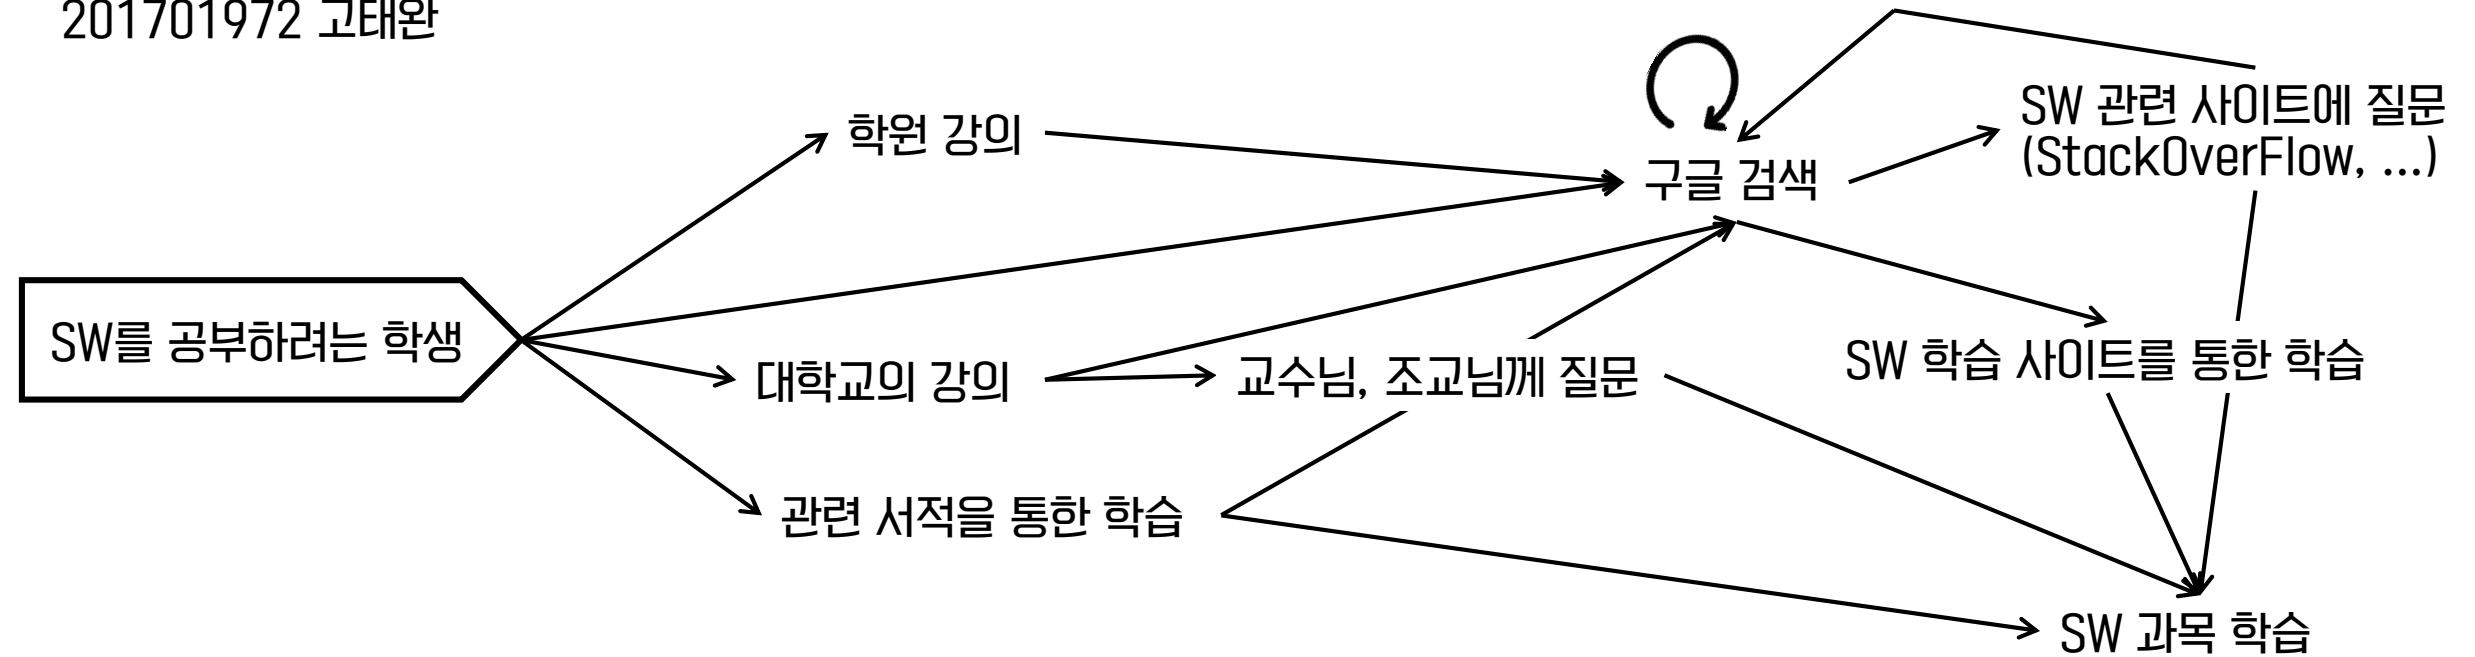 201701972 고태완
학원 강의
구글 검색
SW 관련 사이트에 질문
(StackOverFlow, ...)
SW를 공부하려는 학생
대학교의 강의
교수님, 조교님께 질문
SW 학습 사이트를 통한 학습
관련 서적을 통한 학습
SW 과목 학습